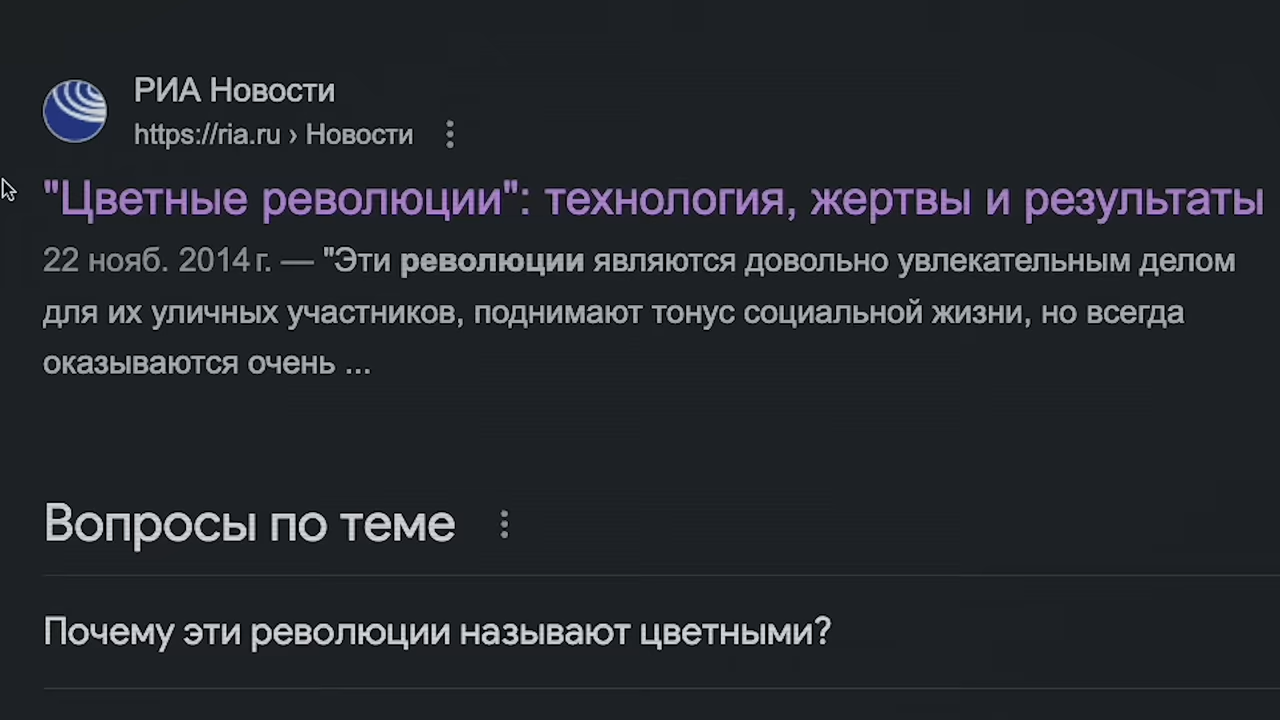 РИА Новости
https://ria.ru › Новости
"Цветные революции": технология, жертвы и результаты
22 нояб. 2014 г. — "Эти революции являются довольно увлекательным делом
для их уличных участников, поднимают тонус социальной жизни, но всегда
оказываются очень ...
Вопросы по теме
Почему эти революции называют цветными?